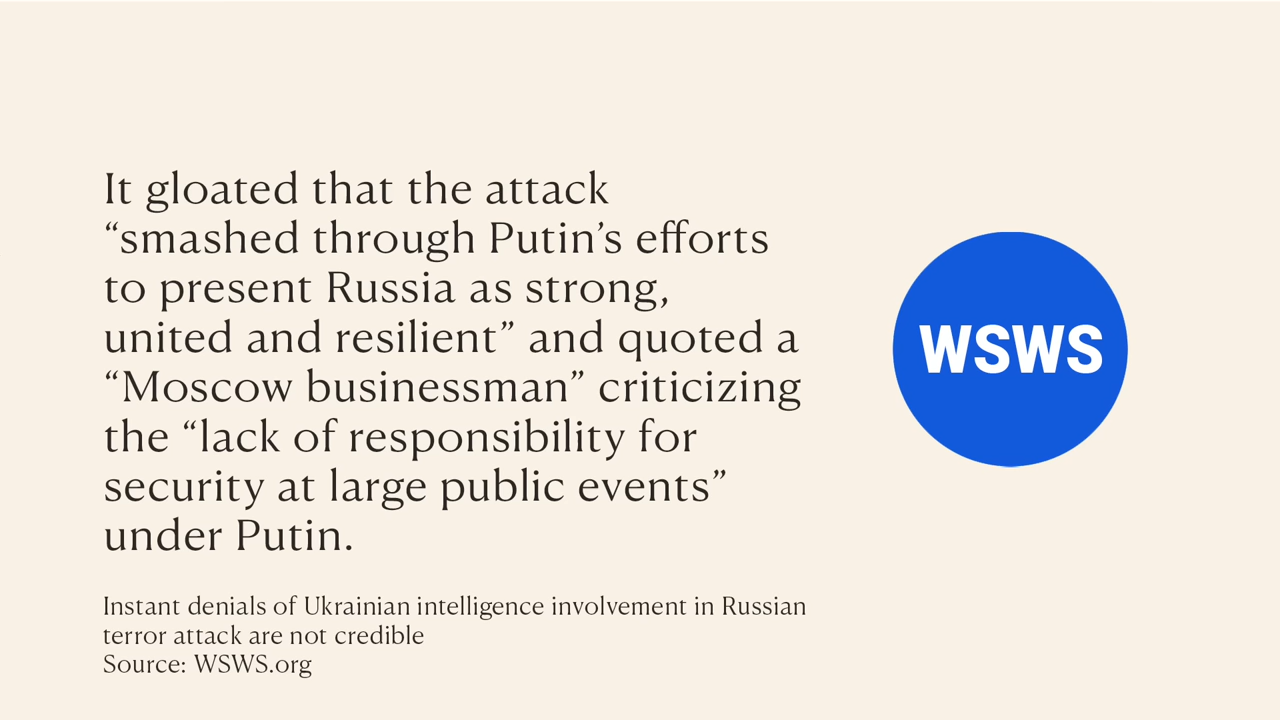 It gloated that the attack
“smashed through Putin’s efforts
to present Russia as strong,
united and resilient” and quoted a
“Moscow businessman” criticizing
the “lack of responsibility for
security at large public events”
under Putin.
WSWS
Instant denials of Ukrainian intelligence involvement in Russian
terror attack are not credible
Source: WSWS.org